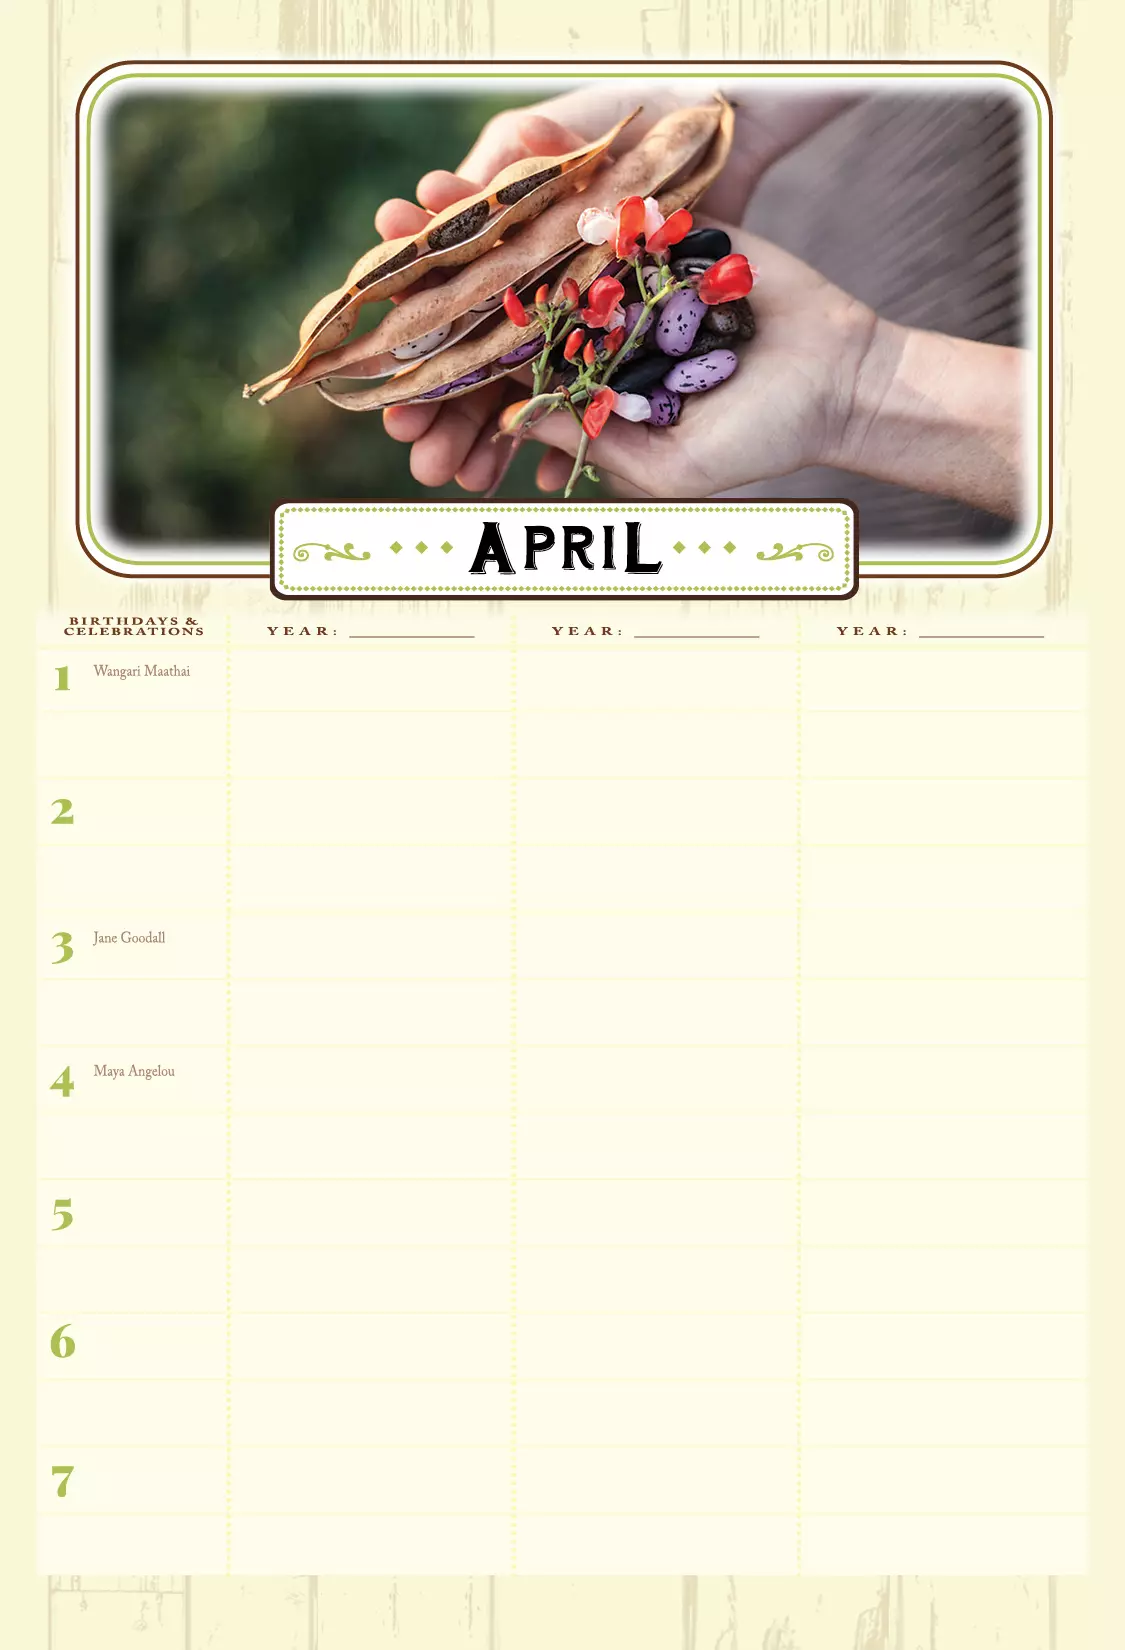 APRIL
BIRTHDAYS &
CELEBRATIONS
YEAR:
YEAR:
YEAR:
1 Wangari Maathai
2
3 Jane Goodall
4 Maya Angelou
5
6
7